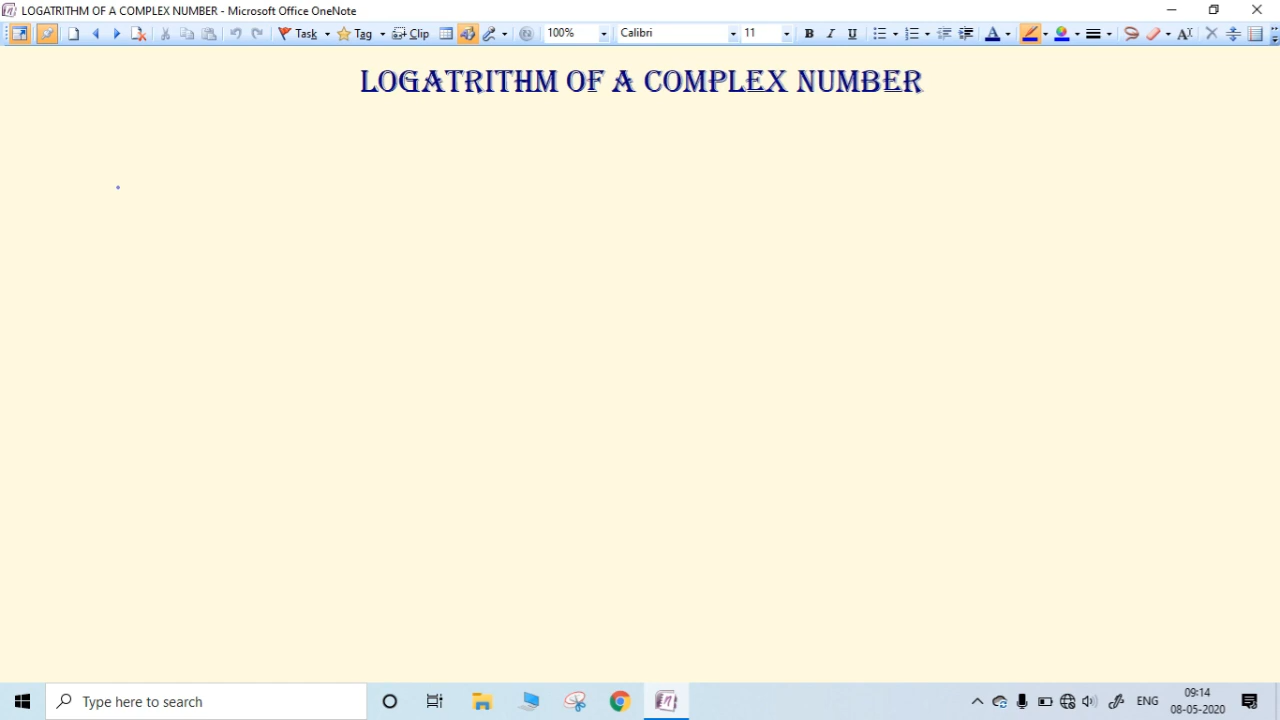 LOGATRITHM OF A COMPLEX NUMBER - Microsoft Office OneNote
Task Tag Clip 100% Calibri 11 B I U A A
LOGATRITHM OF A COMPLEX NUMBER
Type here to search
ENG
09:14
08-05-2020